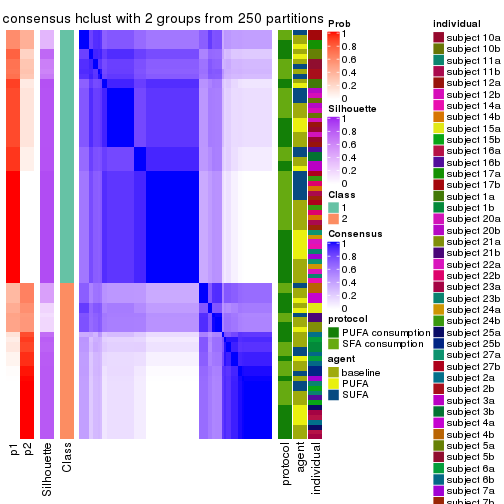 consensus hclust with 2 groups from 250 partitions
Prob
1
0.8
0.6
0.4
0.2
0
Silhouette
1
0.8
0.6
0.4
0.2
0
Class
1
2
Consensus
1
0.8
0.6
0.4
0.2
0
protocol
PUFA consumption
SFA consumption
agent
baseline
PUFA
SUFA
individual
subject 10a
subject 10b
subject 11a
subject 11b
subject 12a
subject 12b
subject 14a
subject 14b
subject 15a
subject 15b
subject 16a
subject 16b
subject 17a
subject 17b
subject 1a
subject 1b
subject 20a
subject 20b
subject 21a
subject 21b
subject 22a
subject 22b
subject 23a
subject 23b
subject 24a
subject 24b
subject 25a
subject 25b
subject 27a
subject 27b
subject 2a
subject 2b
subject 3a
subject 3b
subject 4a
subject 4b
subject 5a
subject 5b
subject 6a
subject 6b
subject 7a
subject 7b
p1
p2
Silhouette
Class
protocol
agent
individual